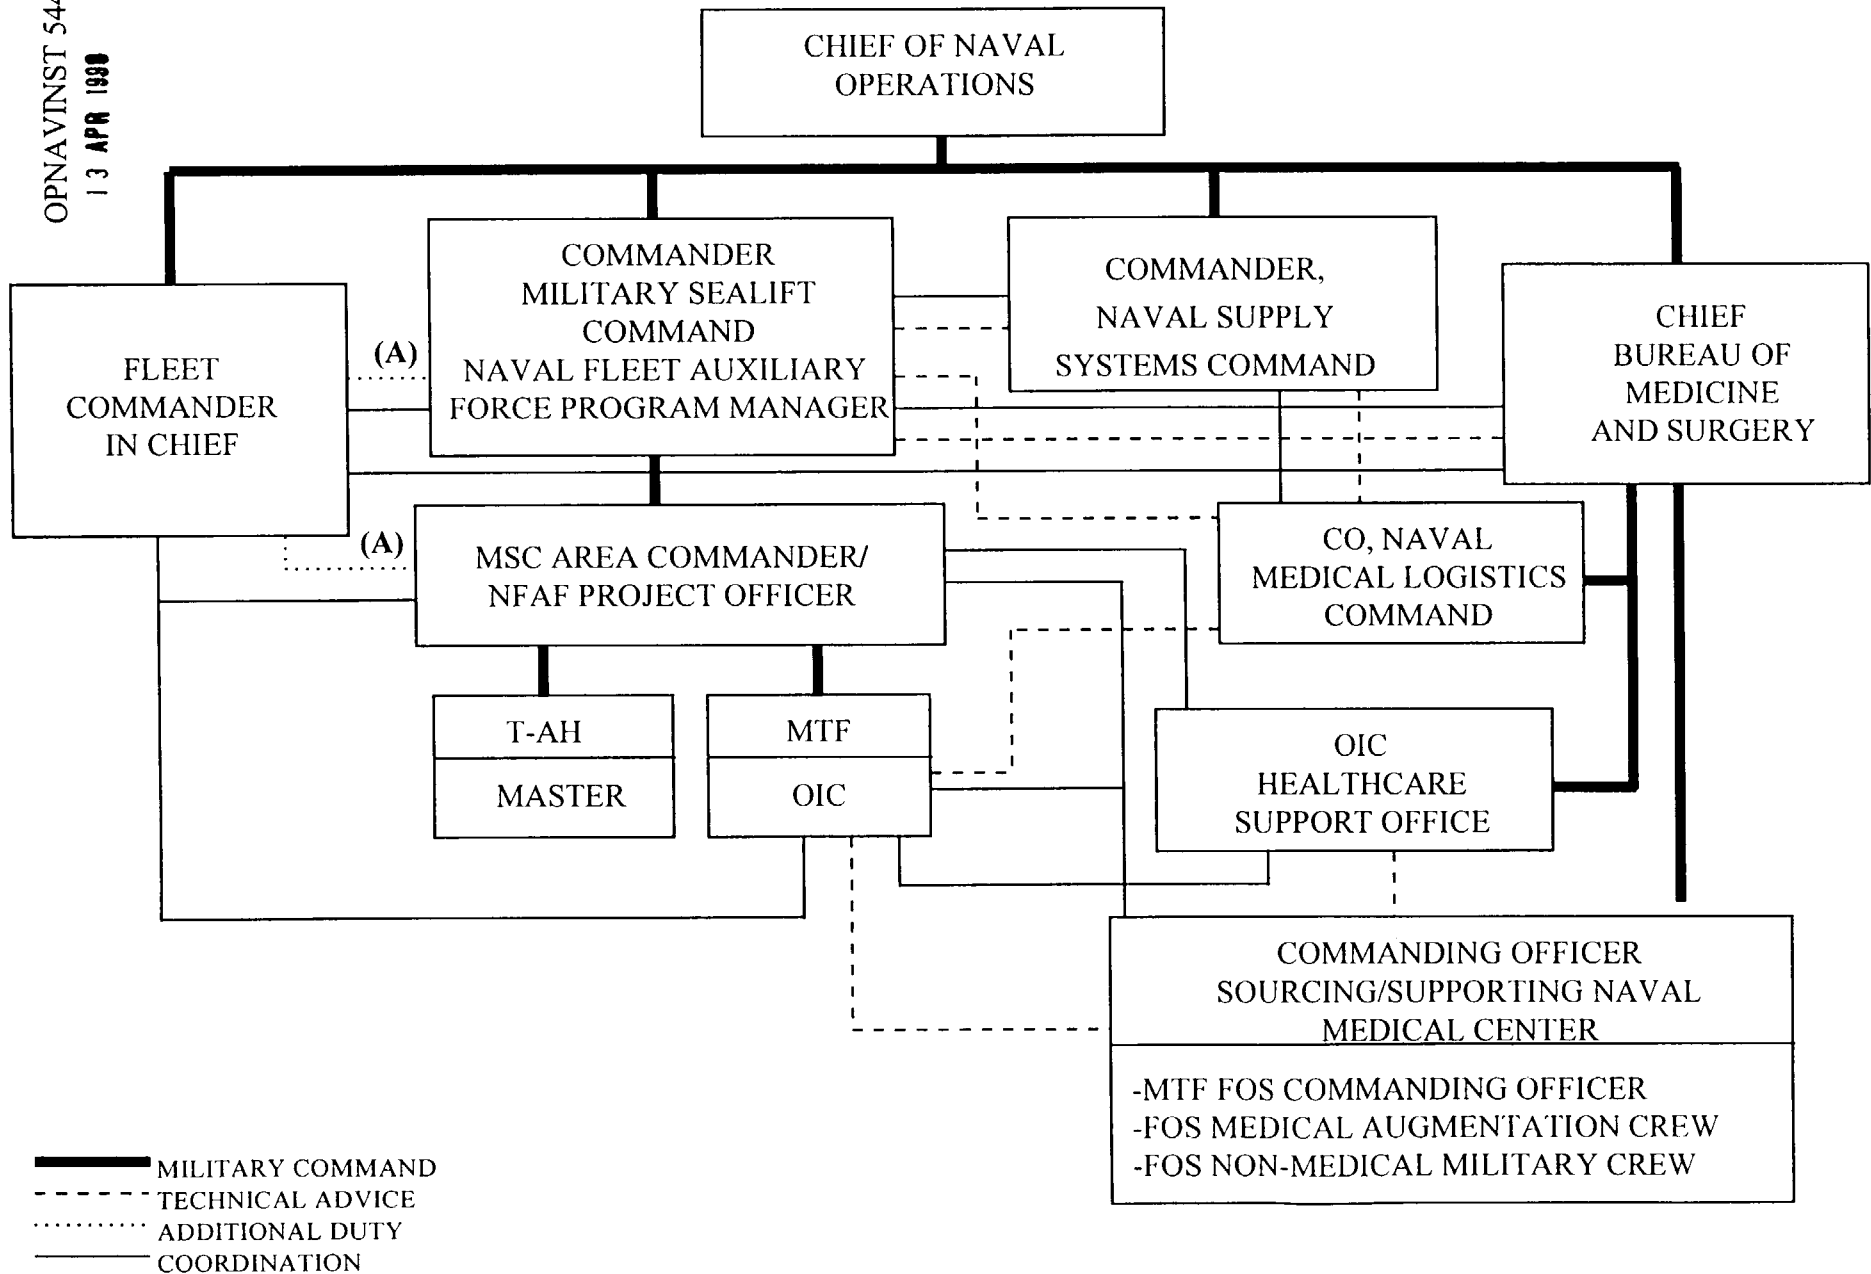 OPNAVINST 544
13 APR 1998
CHIEF OF NAVAL
OPERATIONS
COMMANDER
MILITARY SEALIFT
COMMAND
NAVAL FLEET AUXILIARY
FORCE PROGRAM MANAGER
COMMANDER,
NAVAL SUPPLY
SYSTEMS COMMAND
CHIEF
BUREAU OF
MEDICINE
AND SURGERY
FLEET
COMMANDER
IN CHIEF
(A)
(A)
MSC AREA COMMANDER/
NFAF PROJECT OFFICER
CO, NAVAL
MEDICAL LOGISTICS
COMMAND
T-AH
MASTER
MTF
OIC
OIC
HEALTHCARE
SUPPORT OFFICE
COMMANDING OFFICER
SOURCING/SUPPORTING NAVAL
MEDICAL CENTER
-MTF FOS COMMANDING OFFICER
-FOS MEDICAL AUGMENTATION CREW
-FOS NON-MEDICAL MILITARY CREW
MILITARY COMMAND
TECHNICAL ADVICE
ADDITIONAL DUTY
COORDINATION